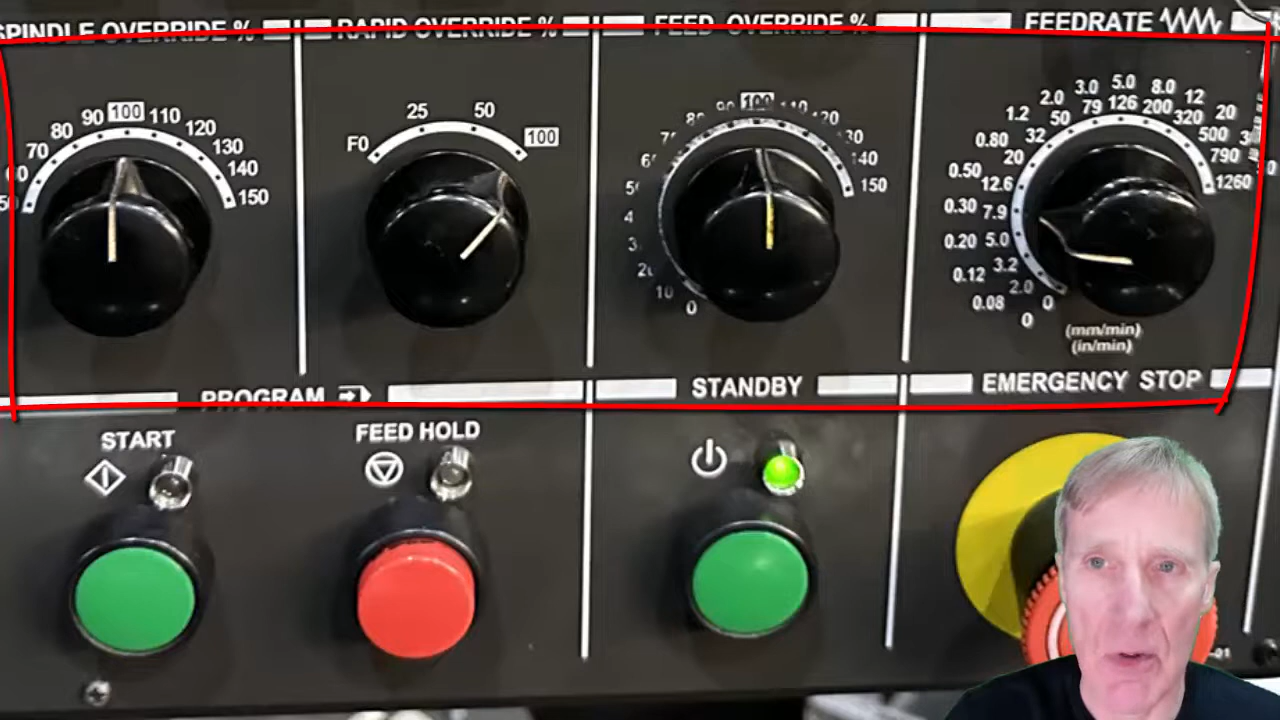 SPINDLE OVERRIDE %
RAPID OVERRIDE %
FEED OVERRIDE %
FEEDRATE
60 70 80 90 100 110 120 130 140 150
F0 25 50 100
0 10 90 100 110 120 140 150
0 0.08 0.12 0.20 0.30 0.50 0.80 1.2 2.0 3.0 5.0 8.0 12 20
0 2.0 3.2 5.0 7.9 12.6 20 32 50 79 126 200 320 500 790 1260
(mm/min)
(in/min)
PROGRAM
STANDBY
EMERGENCY STOP
START
FEED HOLD